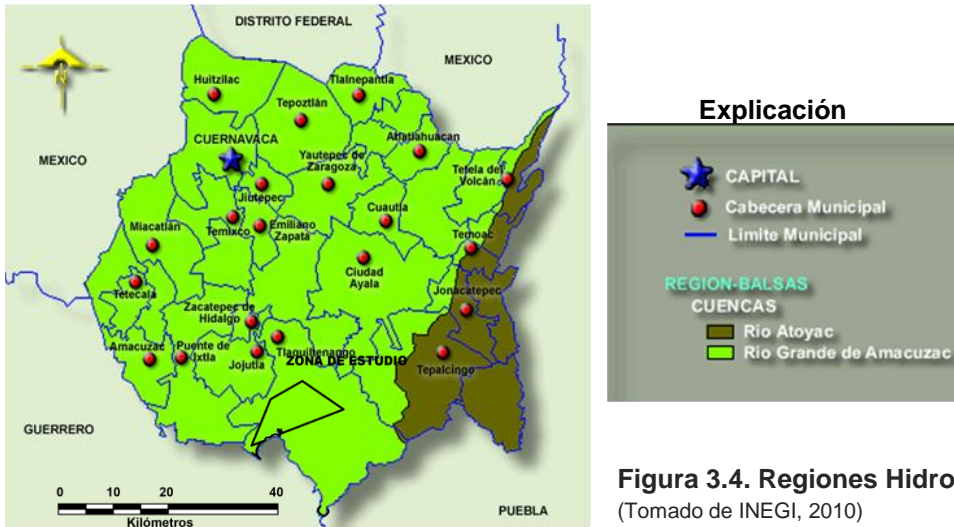 DISTRITO FEDERAL
MEXICO
Huitzilac
Tlalnepantla
Tepoztlán
CUERNAVACA
Atlatlahuacan
MEXICO
Yautepec de
Zaragoza
Tetela del
Volcán
Jiutepec
Cuautla
Miacatlán
Temixco
Emiliano
Zapata
Temoac
Ciudad
Ayala
Tetecala
Jonacatepec
Zacatepec de
Hidalgo
Amacuzac
Puente de
Ixtla
Jojutla
Tlaquiltenango
ZONA DE ESTUDIO
Tepalcingo
GUERRERO
0 10 20 40
Kilómetros
PUEBLA
N
Explicación
CAPITAL
Cabecera Municipal
Limite Municipal
REGION-BALSAS
CUENCAS
Rio Atoyac
Rio Grande de Amacuzac
Figura 3.4. Regiones Hidro
(Tomado de INEGI, 2010)